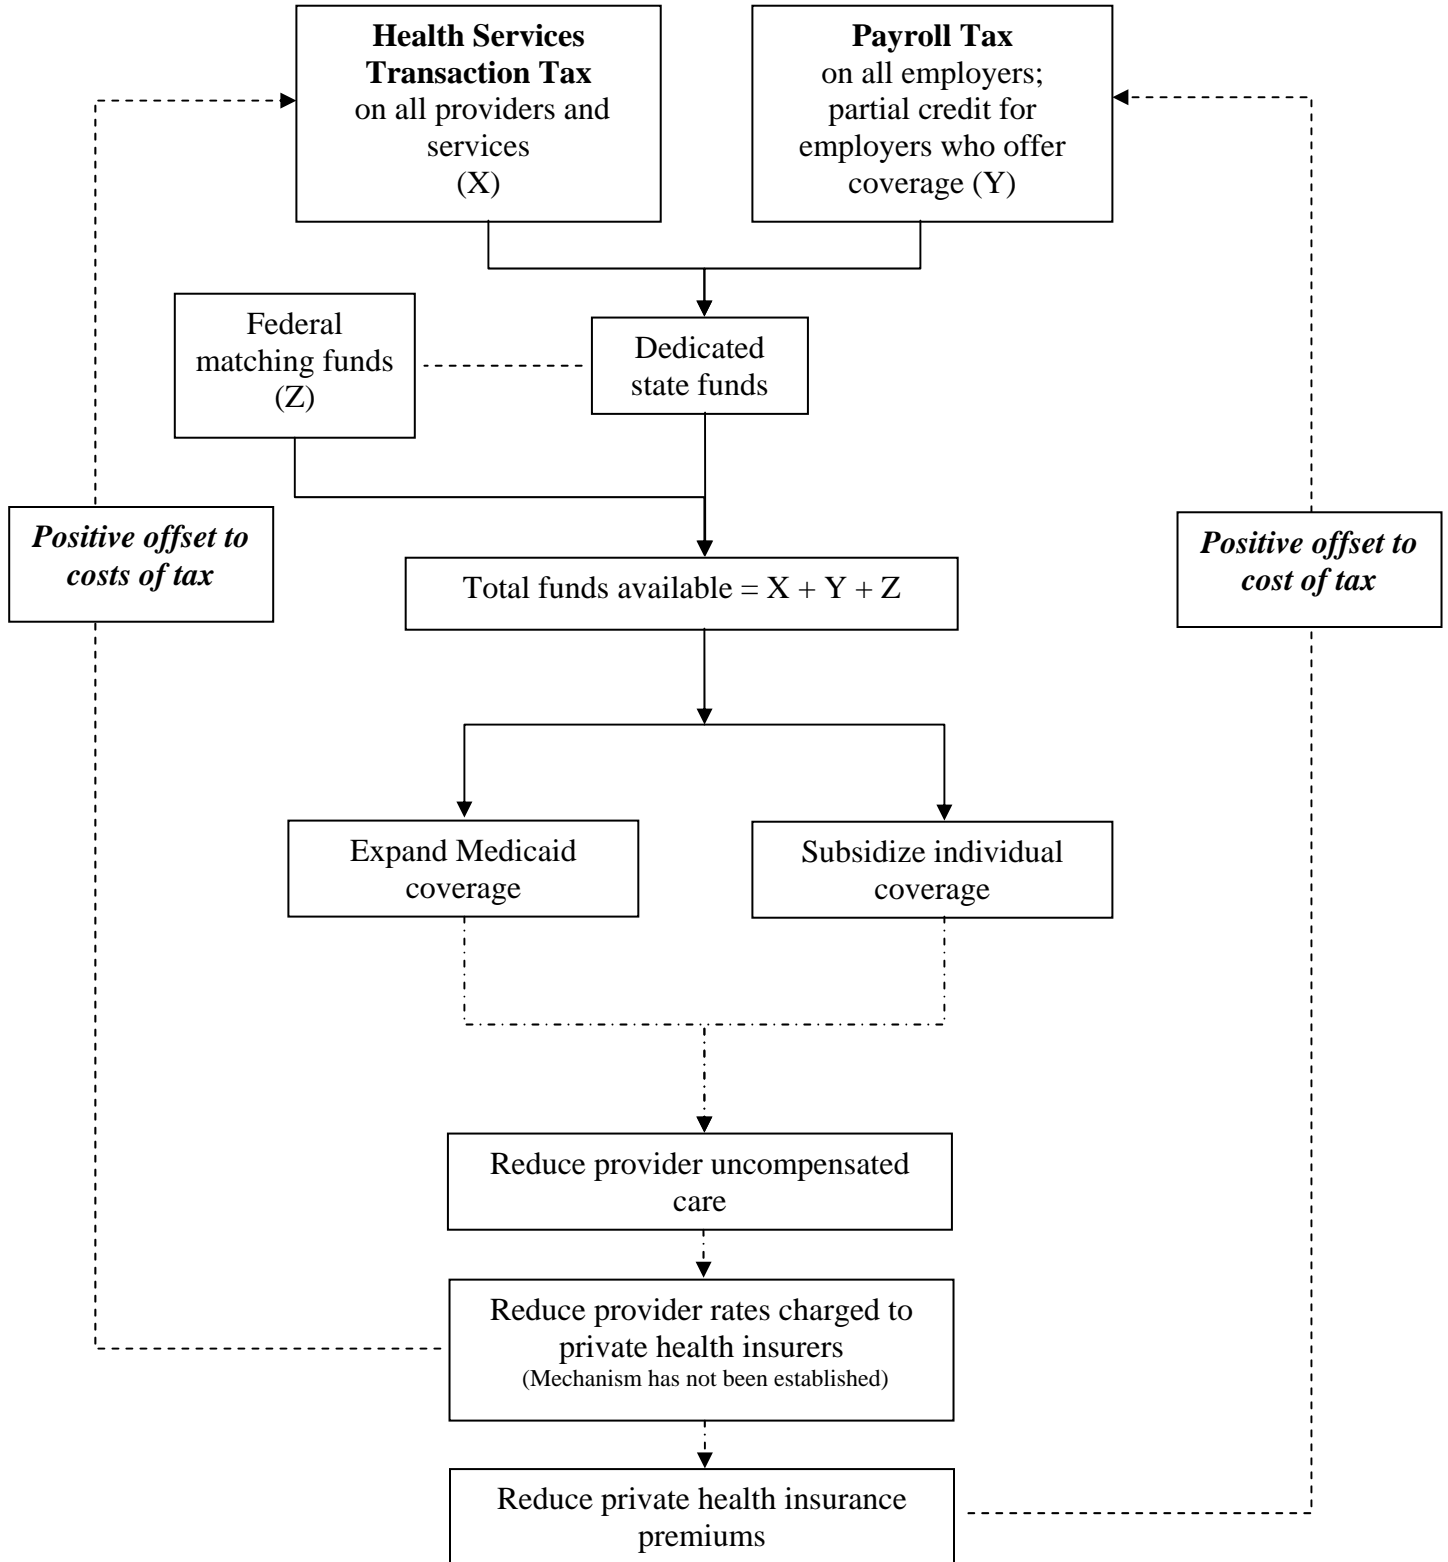 Health Services
Transaction Tax
on all providers and
services
(X)
Payroll Tax
on all employers;
partial credit for
employers who offer
coverage (Y)
Federal
matching funds
(Z)
Dedicated
state funds
Positive offset to
costs of tax
Positive offset to
cost of tax
Total funds available = X + Y + Z
Expand Medicaid
coverage
Subsidize individual
coverage
Reduce provider uncompensated
care
Reduce provider rates charged to
private health insurers
(Mechanism has not been established)
Reduce private health insurance
premiums